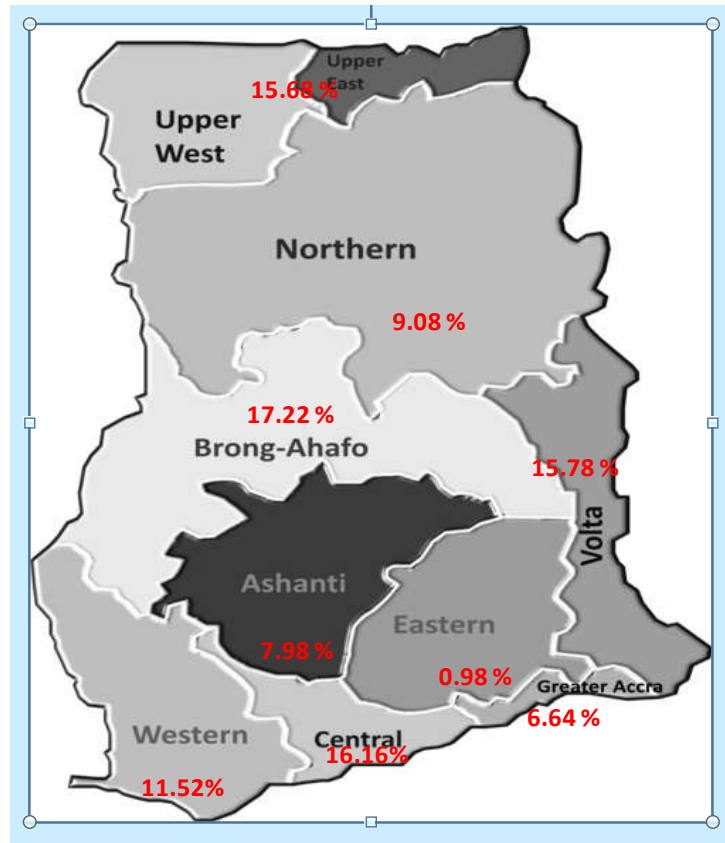 Upper
East
15.68 %
Upper
West
Northern
9.08 %
17.22 %
Brong-Ahafo
15.78 %
Volta
Ashanti
Eastern
7.98 %
0.98 %
Greater Accra
6.64 %
Western
Central
16.16%
11.52%